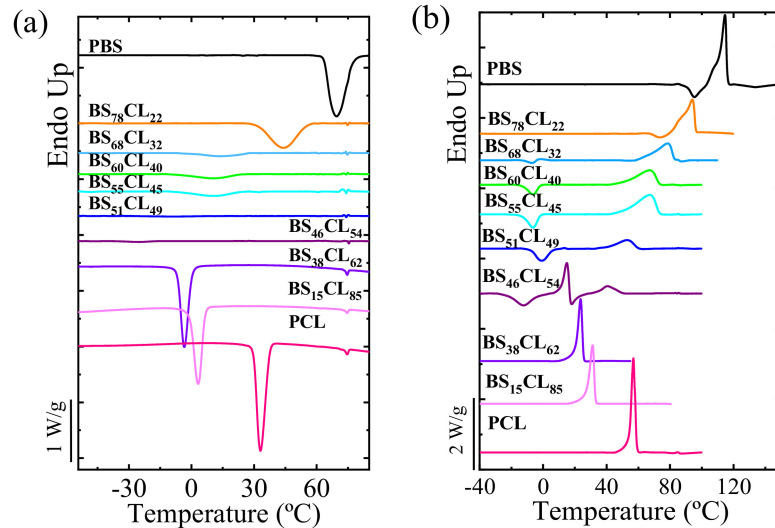 (a)
Endo Up
PBS
BS₇₈CL₂₂
BS₆₈CL₃₂
BS₆₀CL₄₀
BS₅₅CL₄₅
BS₅₁CL₄₉
BS₄₆CL₅₄
BS₃₈CL₆₂
BS₁₅CL₈₅
PCL
1 W/g
-30 0 30 60
Temperature (ºC)
(b)
Endo Up
PBS
BS₇₈CL₂₂
BS₆₈CL₃₂
BS₆₀CL₄₀
BS₅₅CL₄₅
BS₅₁CL₄₉
BS₄₆CL₅₄
BS₃₈CL₆₂
BS₁₅CL₈₅
PCL
2 W/g
-40 0 40 80 120
Temperature (ºC)